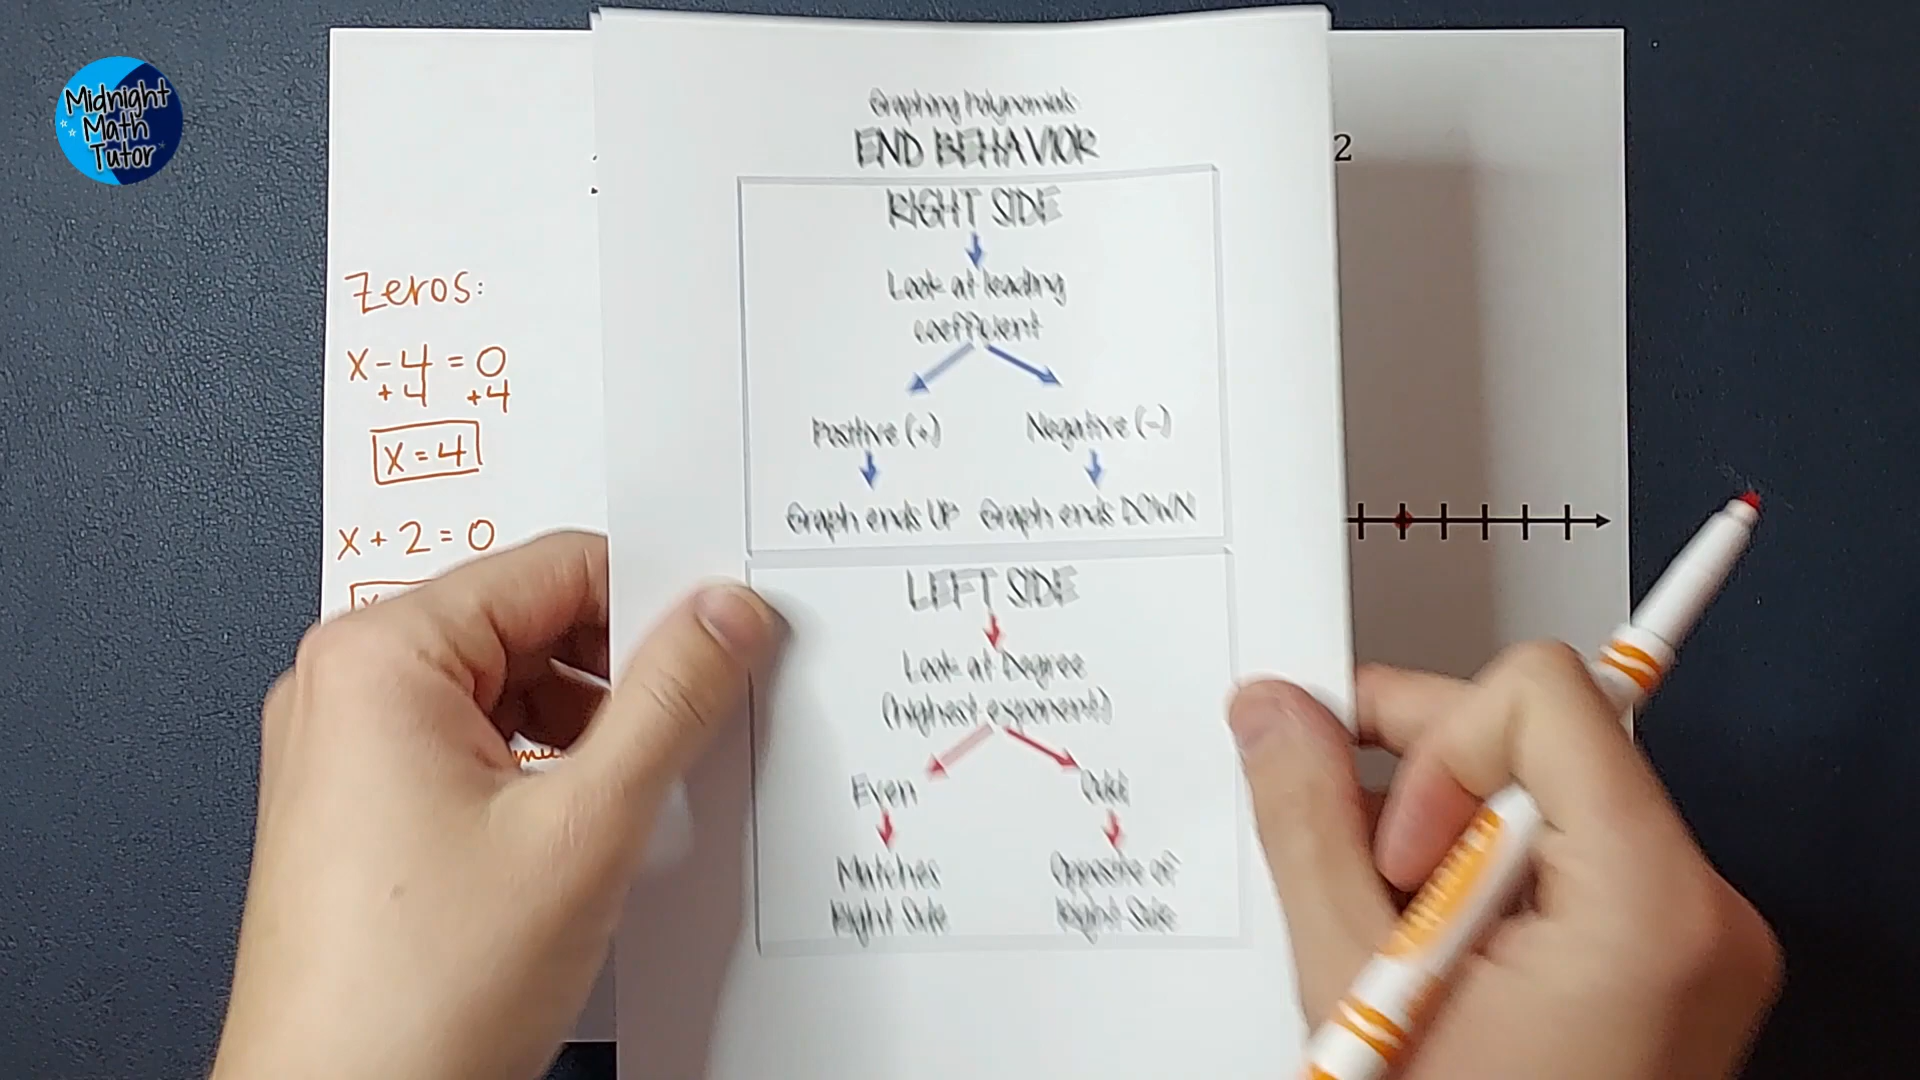 Midnight
Math
Tutor
2
Zeros:
x - 4 = 0
+4 +4
x = 4
x + 2 = 0
Graphing Polynomials
END BEHAVIOR
RIGHT SIDE
Look at leading
coefficient
Positive (+) Negative (-)
Graph ends UP Graph ends DOWN
LEFT SIDE
Look at Degree
(highest exponent)
Even Odd
Matches Opposite of
Right Side Right Side